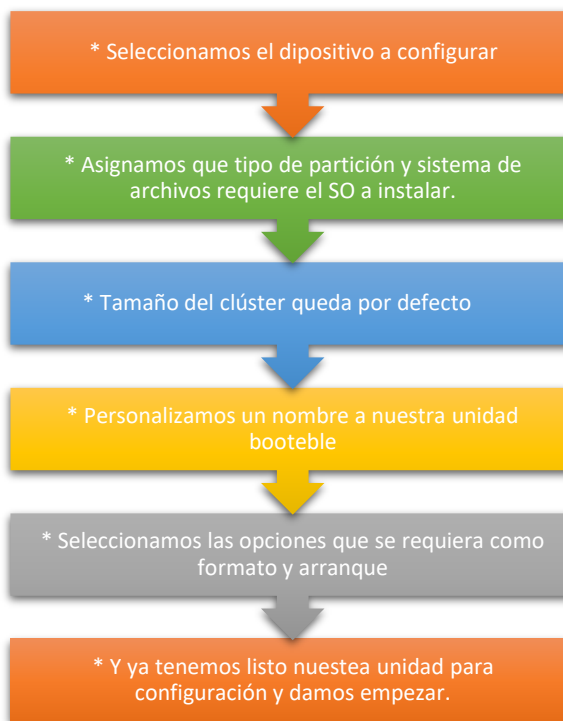 * Seleccionamos el dipositivo a configurar
* Asignamos que tipo de partición y sistema de
archivos requiere el SO a instalar.
* Tamaño del clúster queda por defecto
* Personalizamos un nombre a nuestra unidad
booteble
* Seleccionamos las opciones que se requiera como
formato y arranque
* Y ya tenemos listo nuestea unidad para
configuración y damos empezar.